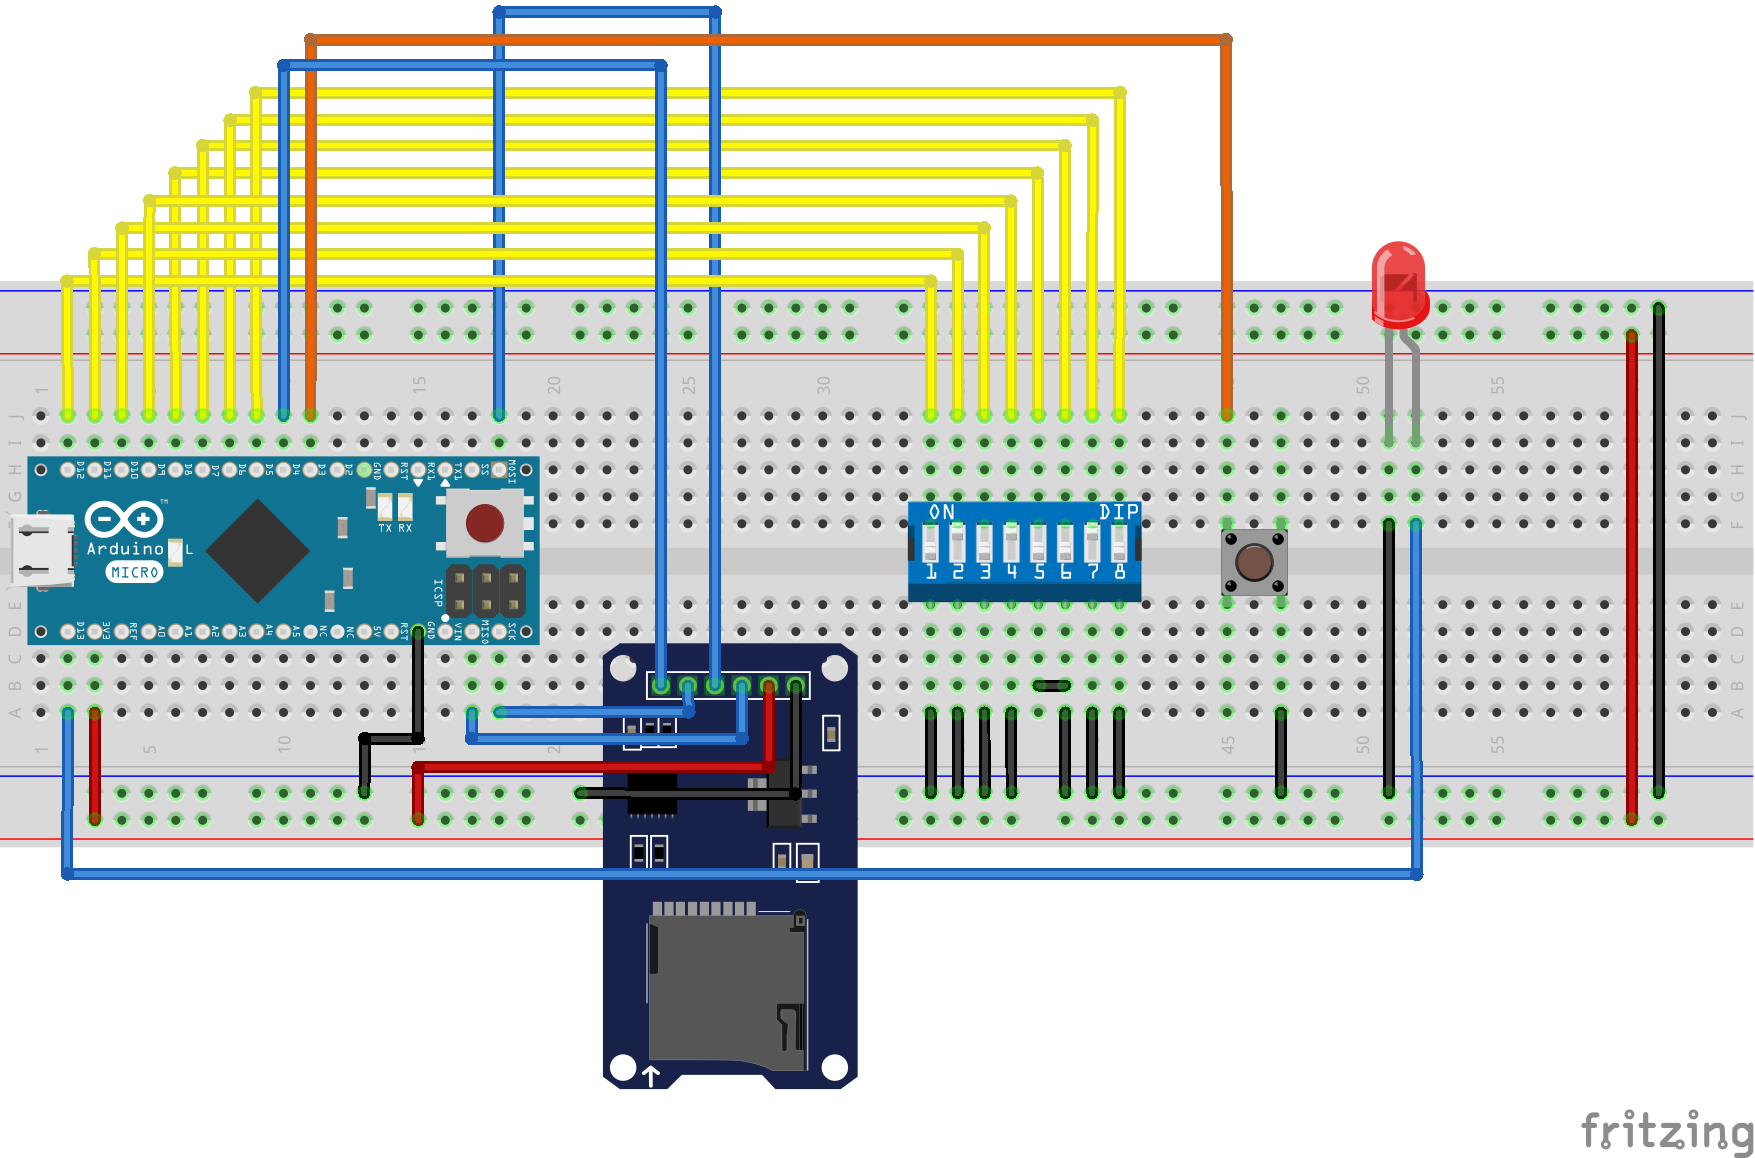 1 15 20 25 30 50 55
J J
I I
H H
G G
F F
D12 D11 D10 D9 D8 D7 D6 D5 D4 D3 D2 GND RST RX1 TX1 SS MOSI
TX RX
™
Arduino L
MICRO
ICSP
D13 3V3 REF A0 A1 A2 A3 A4 A5 NC NC 5V RST GND VIN MISO SCK
ON DIP
1 2 3 4 5 6 7 8
E E
D D
C C
B B
A A
1 5 10 45 50 55
fritzing